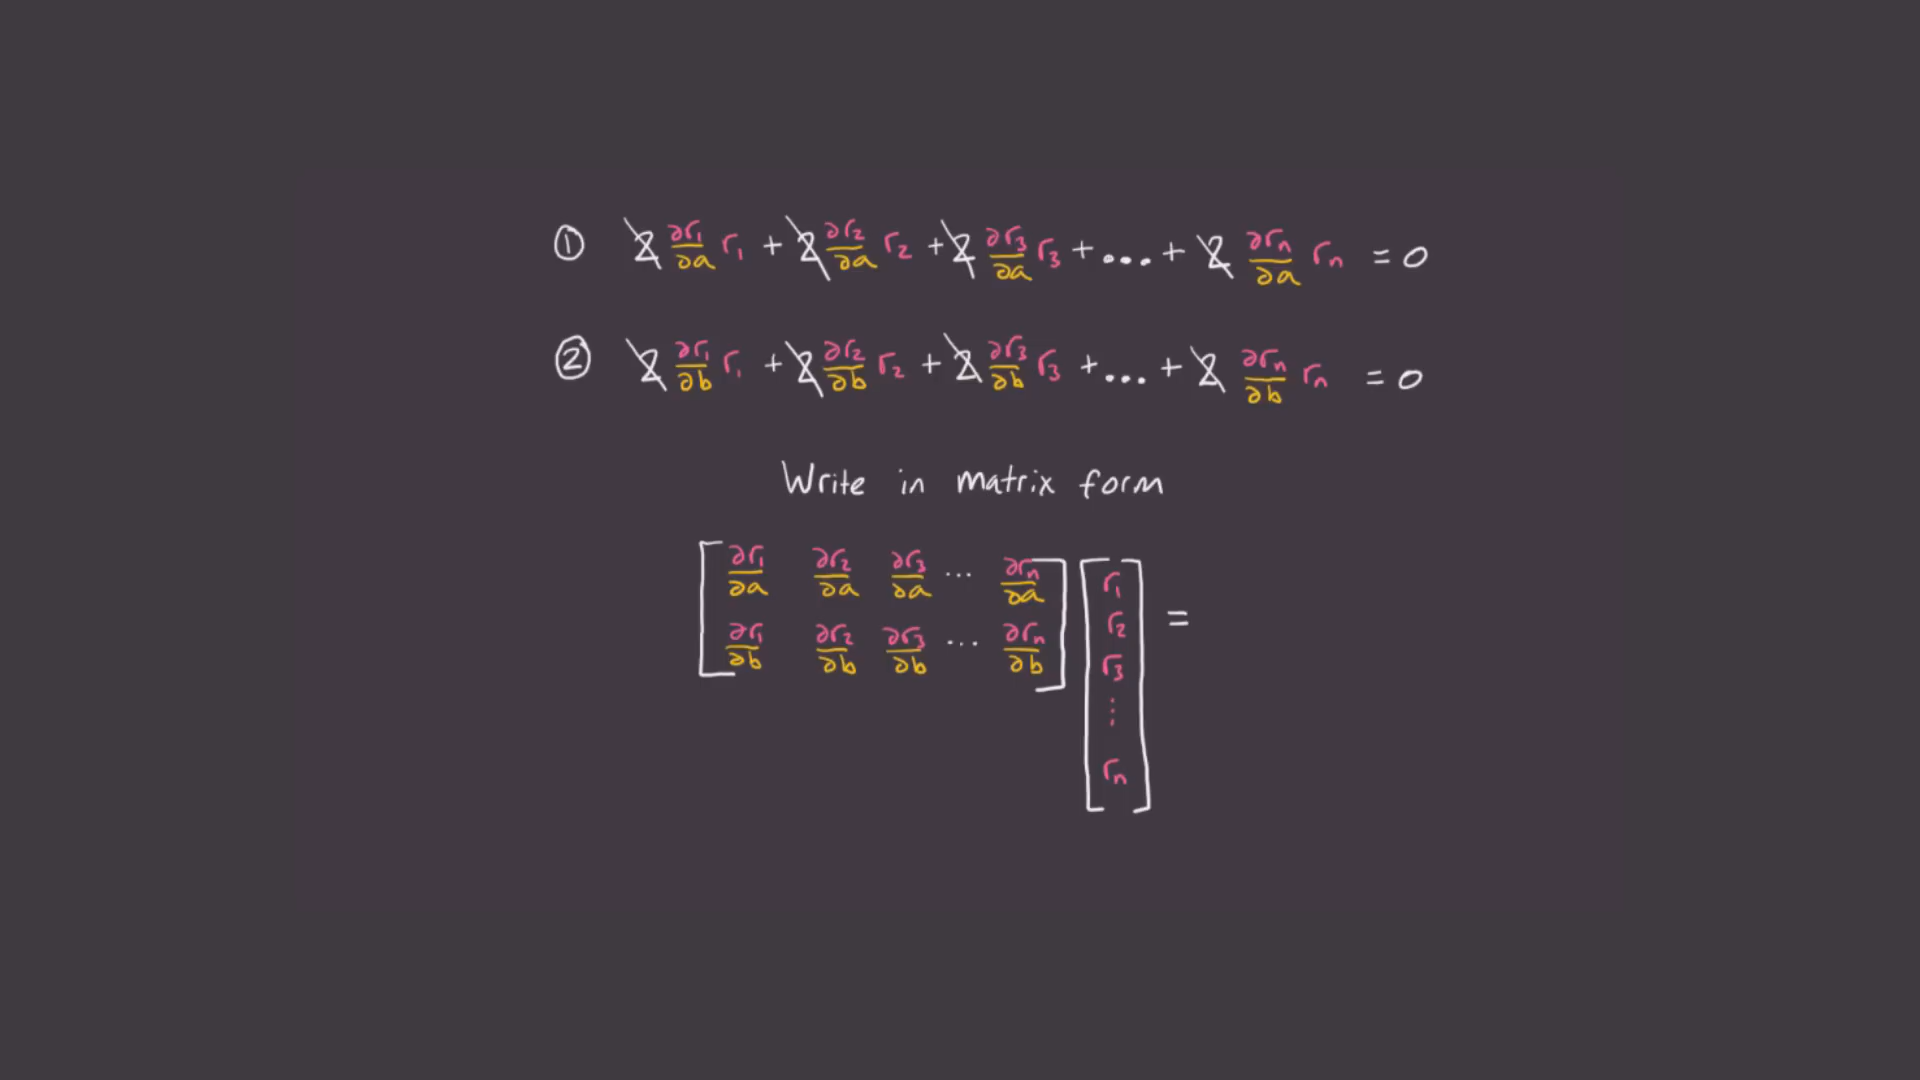 ① 2 ∂r₁/∂a r₁ + 2 ∂r₂/∂a r₂ + 2 ∂r₃/∂a r₃ + ... + 2 ∂rₙ/∂a rₙ = 0
② 2 ∂r₁/∂b r₁ + 2 ∂r₂/∂b r₂ + 2 ∂r₃/∂b r₃ + ... + 2 ∂rₙ/∂b rₙ = 0
Write in matrix form
[ ∂r₁/∂a ∂r₂/∂a ∂r₃/∂a ... ∂rₙ/∂a
∂r₁/∂b ∂r₂/∂b ∂r₃/∂b ... ∂rₙ/∂b ] [ r₁ r₂ r₃ ⋮ rₙ ] =